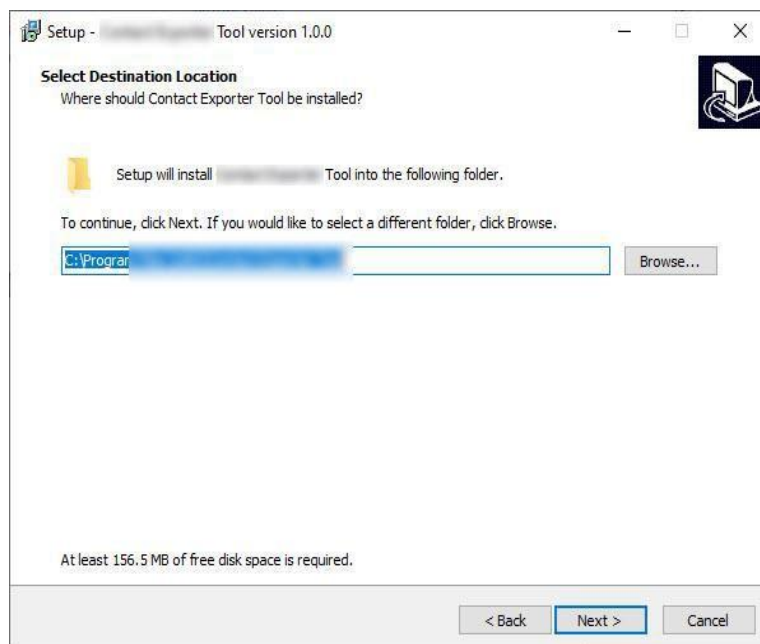 Setup - Tool version 1.0.0
Select Destination Location
Where should Contact Exporter Tool be installed?
Setup will install Tool into the following folder.
To continue, click Next. If you would like to select a different folder, click Browse.
C:\Progra
Browse...
At least 156.5 MB of free disk space is required.
< Back
Next >
Cancel